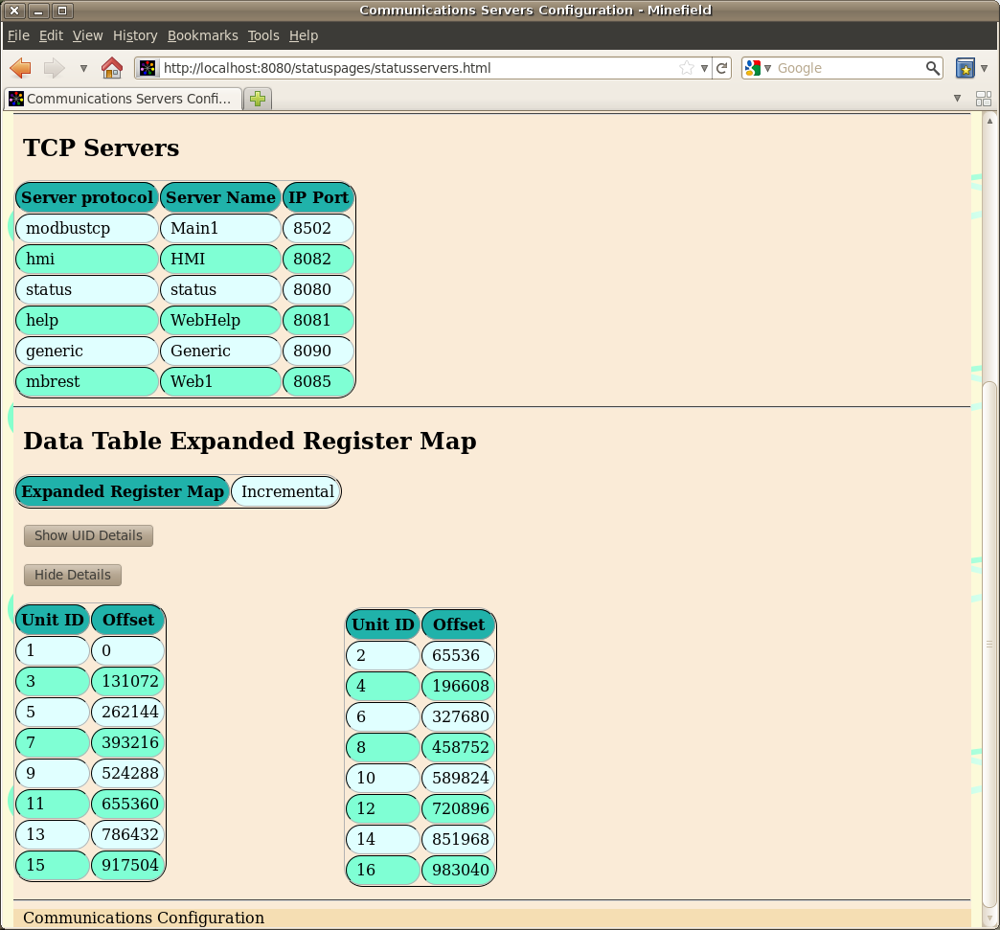 Communications Servers Configuration - Minefield
File Edit View History Bookmarks Tools Help
http://localhost:8080/statuspages/statusservers.html
Google
Communications Servers Confi...
TCP Servers
Server protocol Server Name IP Port
modbustcp Main1 8502
hmi HMI 8082
status status 8080
help WebHelp 8081
generic Generic 8090
mbrest Web1 8085
Data Table Expanded Register Map
Expanded Register Map Incremental
Show UID Details
Hide Details
Unit ID Offset
1 0
3 131072
5 262144
7 393216
9 524288
11 655360
13 786432
15 917504
Unit ID Offset
2 65536
4 196608
6 327680
8 458752
10 589824
12 720896
14 851968
16 983040
Communications Configuration